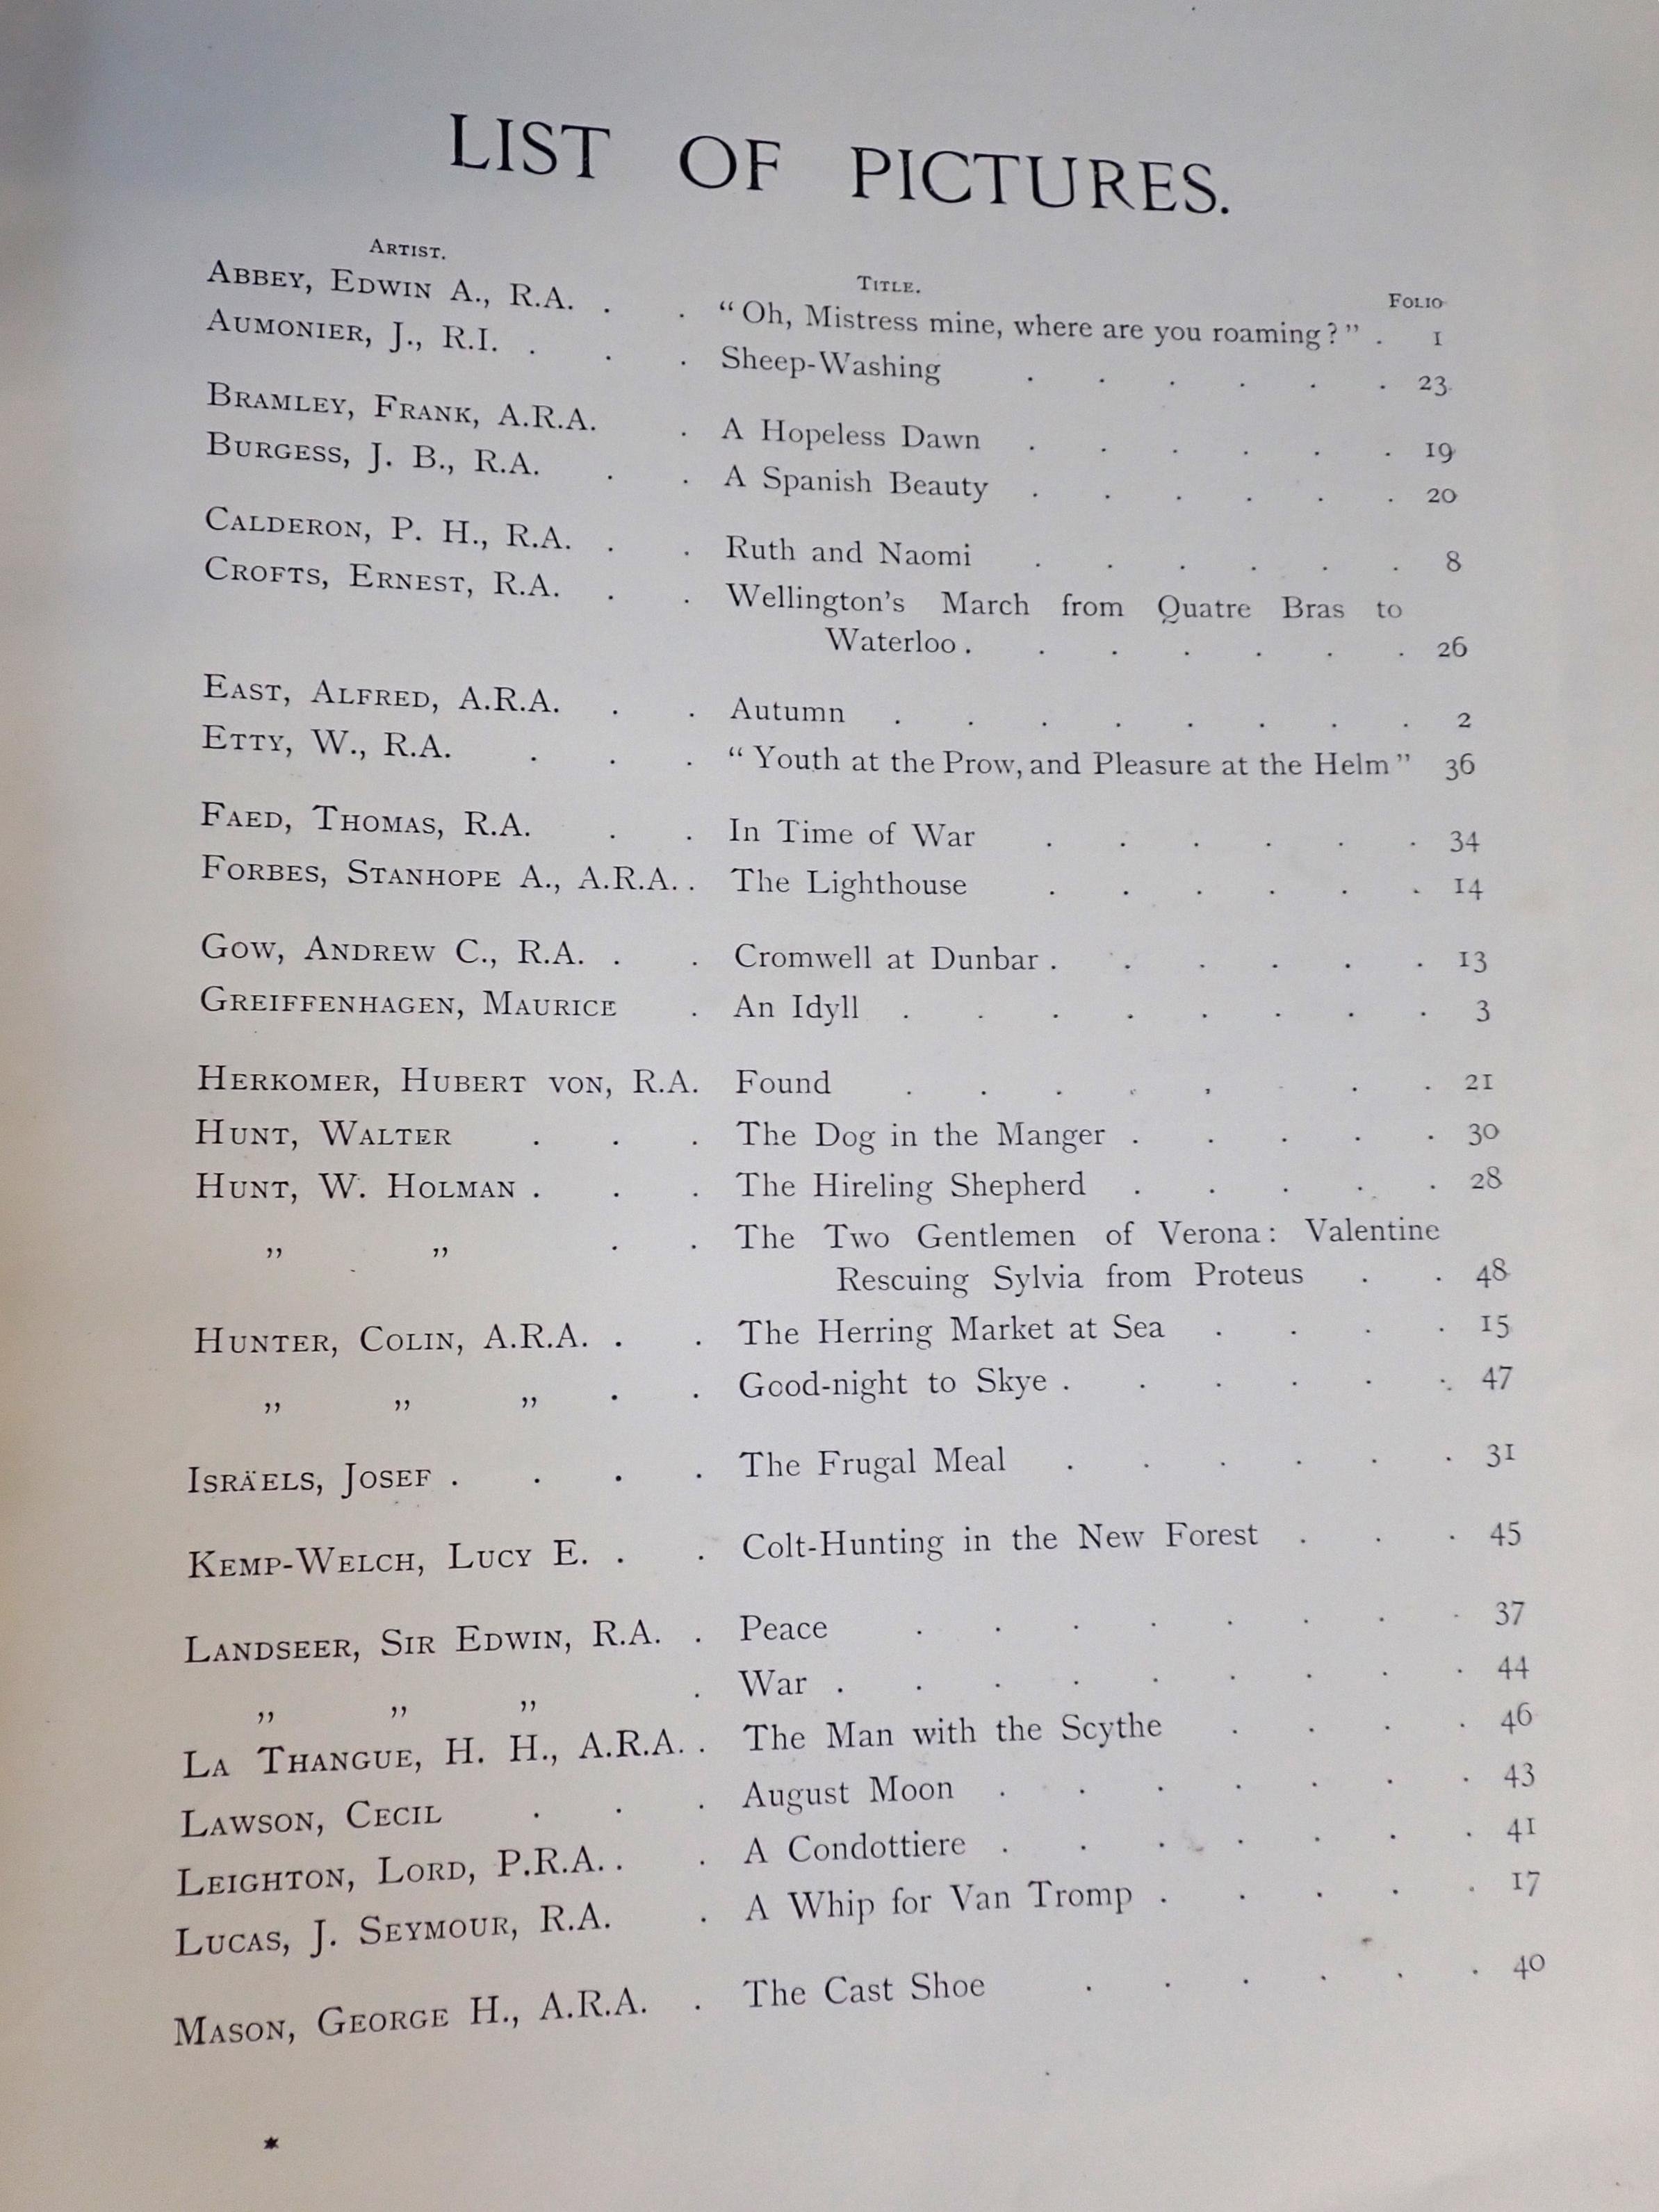 LIST OF PICTURES.
ARTIST. TITLE. FOLIO
ABBEY, EDWIN A., R.A. . . "Oh, Mistress mine, where are you roaming?" . 1
AUMONIER, J., R.I. . . . Sheep-Washing . . . . . . 23
BRAMLEY, FRANK, A.R.A. . A Hopeless Dawn . . . . . . 19
BURGESS, J. B., R.A. . . A Spanish Beauty . . . . . . 20
CALDERON, P. H., R.A. . . Ruth and Naomi . . . . . . 8
CROFTS, ERNEST, R.A. . . Wellington's March from Quatre Bras to
Waterloo . . . . . . . 26
EAST, ALFRED, A.R.A. . . Autumn . . . . . . . . 2
ETTY, W., R.A. . . . "Youth at the Prow, and Pleasure at the Helm" 36
FAED, THOMAS, R.A. . . In Time of War . . . . . . 34
FORBES, STANHOPE A., A.R.A. . The Lighthouse . . . . . . 14
GOW, ANDREW C., R.A. . . Cromwell at Dunbar . . . . . . 13
GREIFFENHAGEN, MAURICE . An Idyll . . . . . . . . 3
HERKOMER, HUBERT VON, R.A. Found . . . . . . . 21
HUNT, WALTER . . . The Dog in the Manger . . . . . 30
HUNT, W. HOLMAN . . . The Hireling Shepherd . . . . . 28
" " . . The Two Gentlemen of Verona: Valentine
Rescuing Sylvia from Proteus . . 48
HUNTER, COLIN, A.R.A. . . The Herring Market at Sea . . . . 15
" " " . . Good-night to Skye . . . . . . 47
ISRÄELS, JOSEF . . . . The Frugal Meal . . . . . . 31
KEMP-WELCH, LUCY E. . . Colt-Hunting in the New Forest . . . 45
LANDSEER, SIR EDWIN, R.A. . Peace . . . . . . . . 37
" " " . War . . . . . . . . . 44
LA THANGUE, H. H., A.R.A. . The Man with the Scythe . . . . 46
LAWSON, CECIL . . . August Moon . . . . . . . 43
LEIGHTON, LORD, P.R.A. . . A Condottiere . . . . . . . 41
LUCAS, J. SEYMOUR, R.A. . A Whip for Van Tromp . . . . . 17
MASON, GEORGE H., A.R.A. . The Cast Shoe . . . . . . 40
*